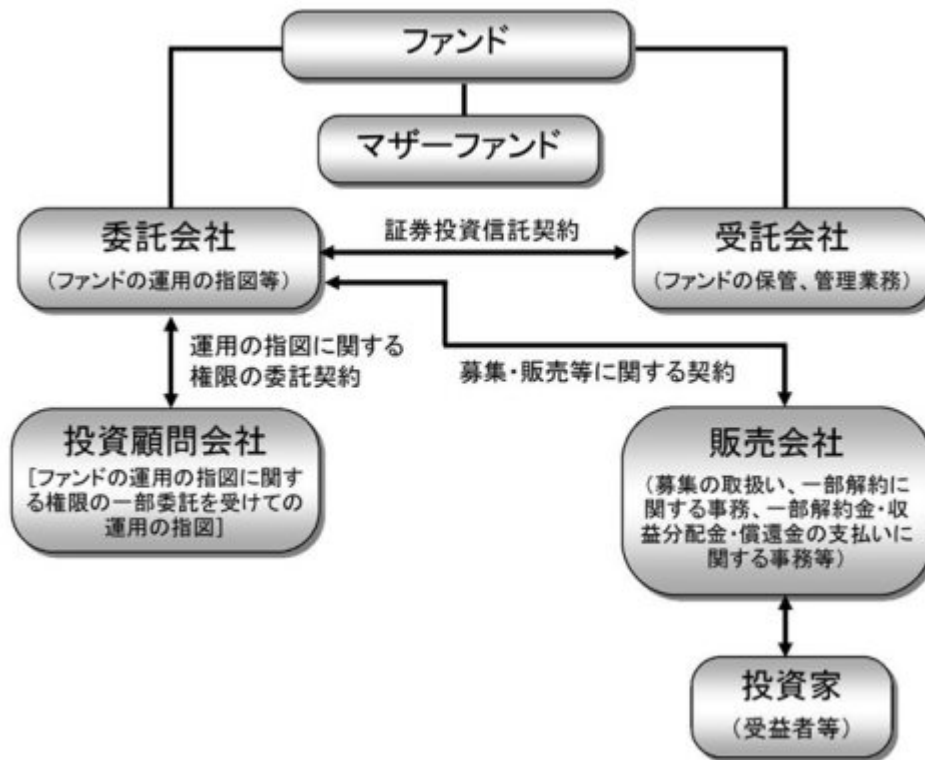 ファンド
マザーファンド
委託会社
(ファンドの運用の指図等)
証券投資信託契約
受託会社
(ファンドの保管、管理業務)
運用の指図に関する
権限の委託契約
募集・販売等に関する契約
投資顧問会社
[ファンドの運用の指図に関す
る権限の一部委託を受けての
運用の指図]
販売会社
(募集の取扱い、一部解約に
関する事務、一部解約金・収
益分配金・償還金の支払いに
関する事務等)
投資家
(受益者等)